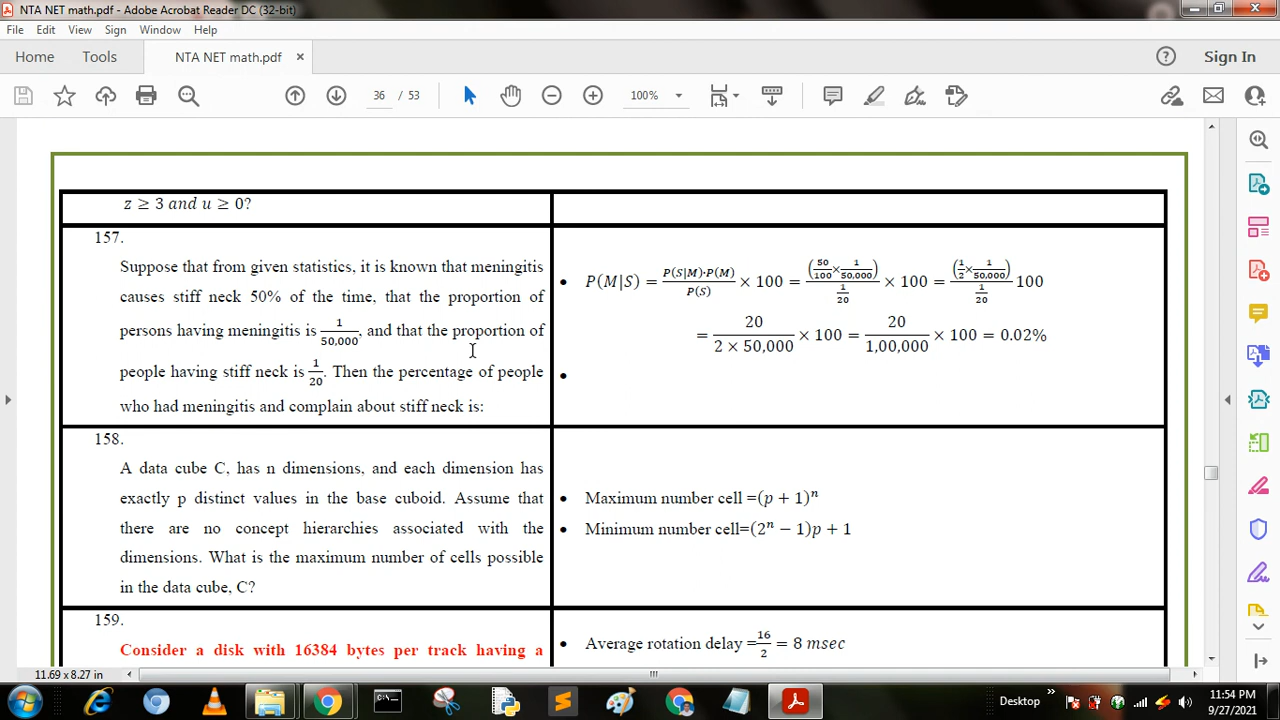 NTA NET math.pdf - Adobe Acrobat Reader DC (32-bit)
File Edit View Sign Window Help
Home Tools NTA NET math.pdf × Sign In
36 / 53 100%
z ≥ 3 and u ≥ 0?
157.
Suppose that from given statistics, it is known that meningitis
causes stiff neck 50% of the time, that the proportion of
persons having meningitis is 1/50,000, and that the proportion of
people having stiff neck is 1/20. Then the percentage of people
who had meningitis and complain about stiff neck is:
• P(M|S) = P(S|M)·P(M)/P(S) × 100 = (50/100 × 1/50,000)/(1/20) × 100 = (1/2 × 1/50,000)/(1/20) 100
= 20/(2 × 50,000) × 100 = 20/1,00,000 × 100 = 0.02%
•
158.
A data cube C, has n dimensions, and each dimension has
exactly p distinct values in the base cuboid. Assume that
there are no concept hierarchies associated with the
dimensions. What is the maximum number of cells possible
in the data cube, C?
• Maximum number cell =(p + 1)ⁿ
• Minimum number cell=(2ⁿ − 1)p + 1
159.
Consider a disk with 16384 bytes per track having a
• Average rotation delay =16/2 = 8 msec
11.69 x 8.27 in
Desktop » 11:54 PM
9/27/2021